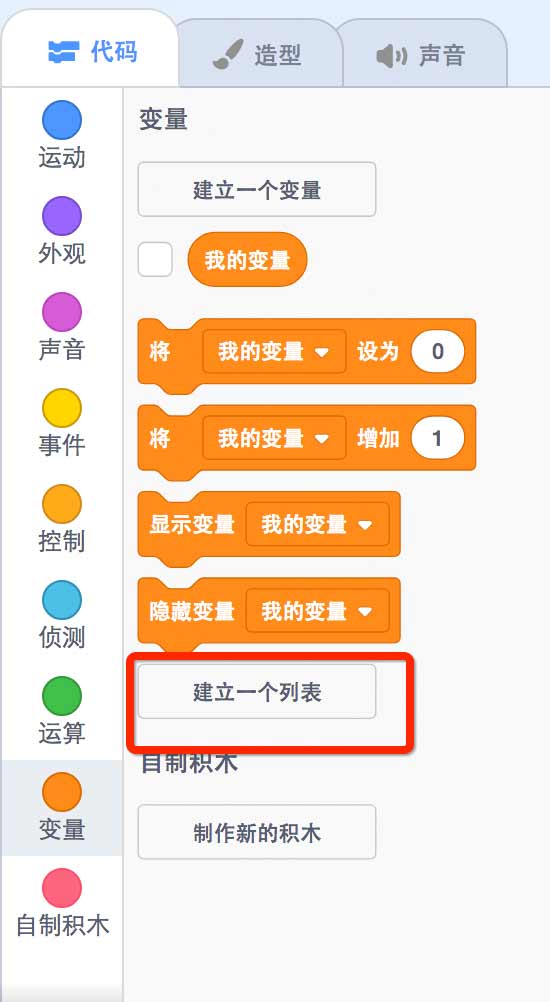 代码
造型
声音
运动
外观
声音
事件
控制
侦测
运算
变量
自制积木
变量
建立一个变量
我的变量
将 我的变量 设为 0
将 我的变量 增加 1
显示变量 我的变量
隐藏变量 我的变量
建立一个列表
自制积木
制作新的积木